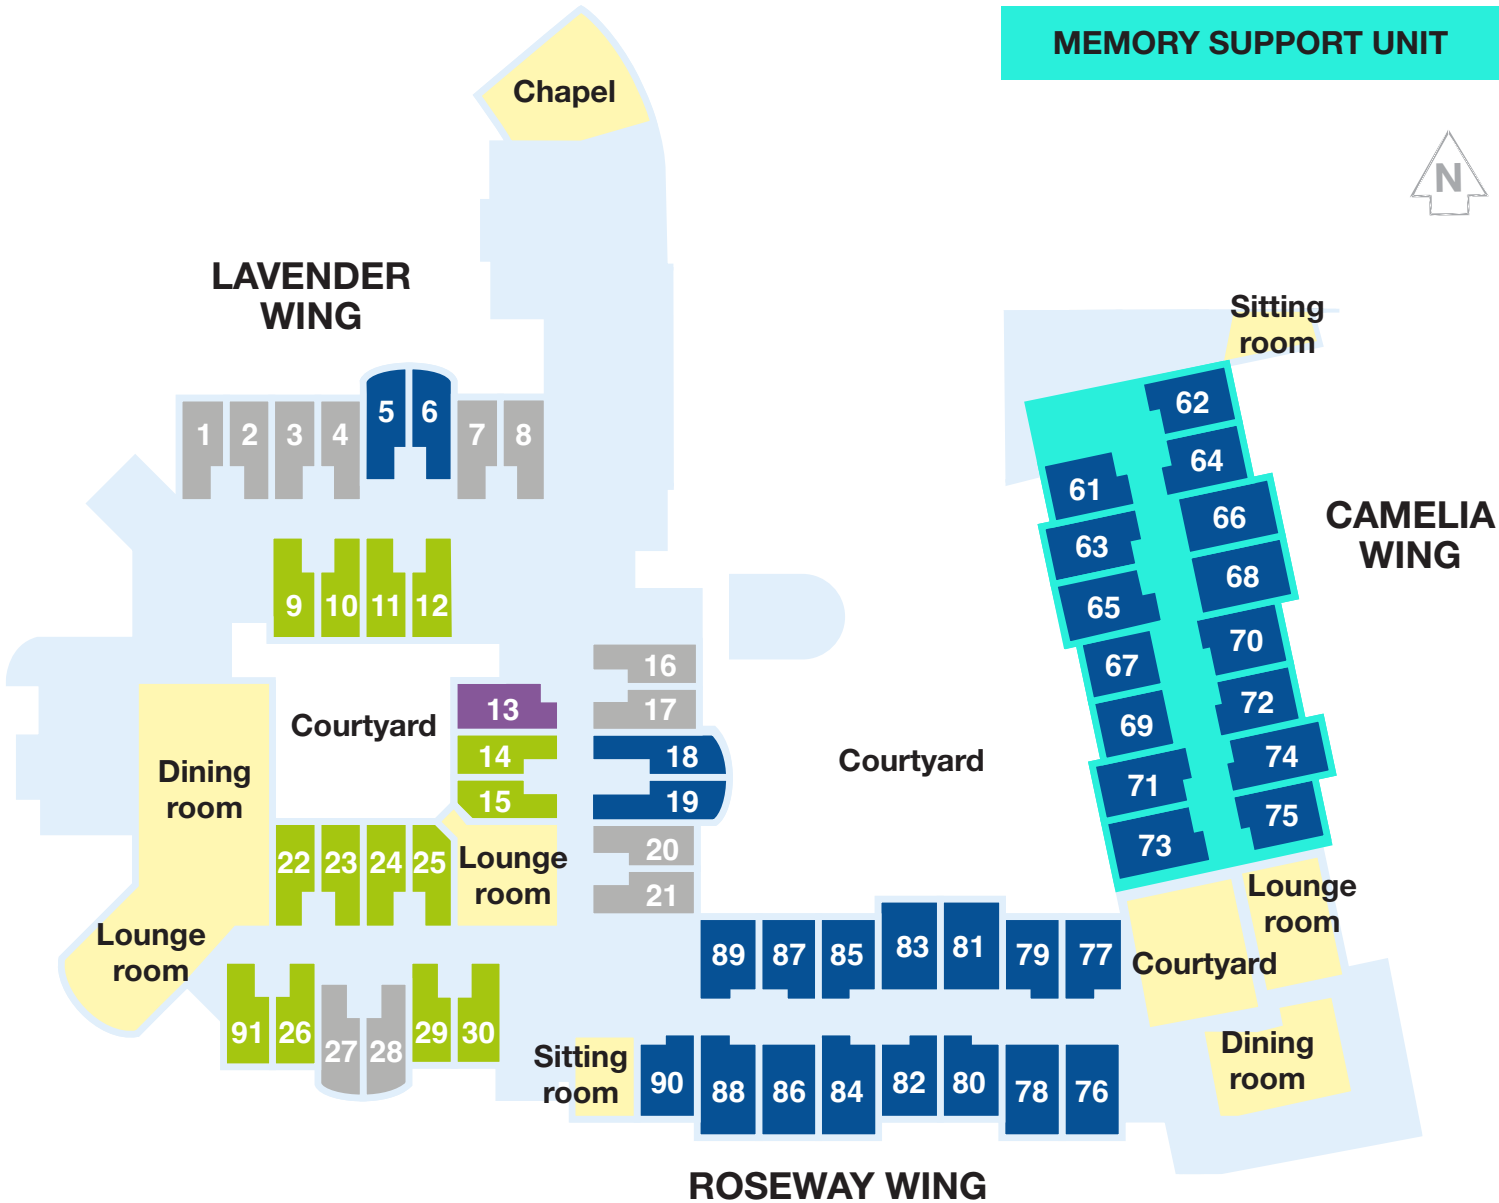 MEMORY SUPPORT UNIT
Chapel
N
LAVENDER
WING
Sitting
room
1 2 3 4 5 6 7 8
62
64
61
66
CAMELIA
WING
63
68
65
9 10 11 12
70
67
16
13
17
72
69
Courtyard
14
18
74
Courtyard
71
Dining
room
15
19
75
73
22 23 24 25
Lounge
room
20
21
Lounge
room
Lounge
room
89 87 85 83 81 79 77
Courtyard
91 26 27 28 29 30
Sitting
room
90 88 86 84 82 80 78 76
Dining
room
ROSEWAY WING